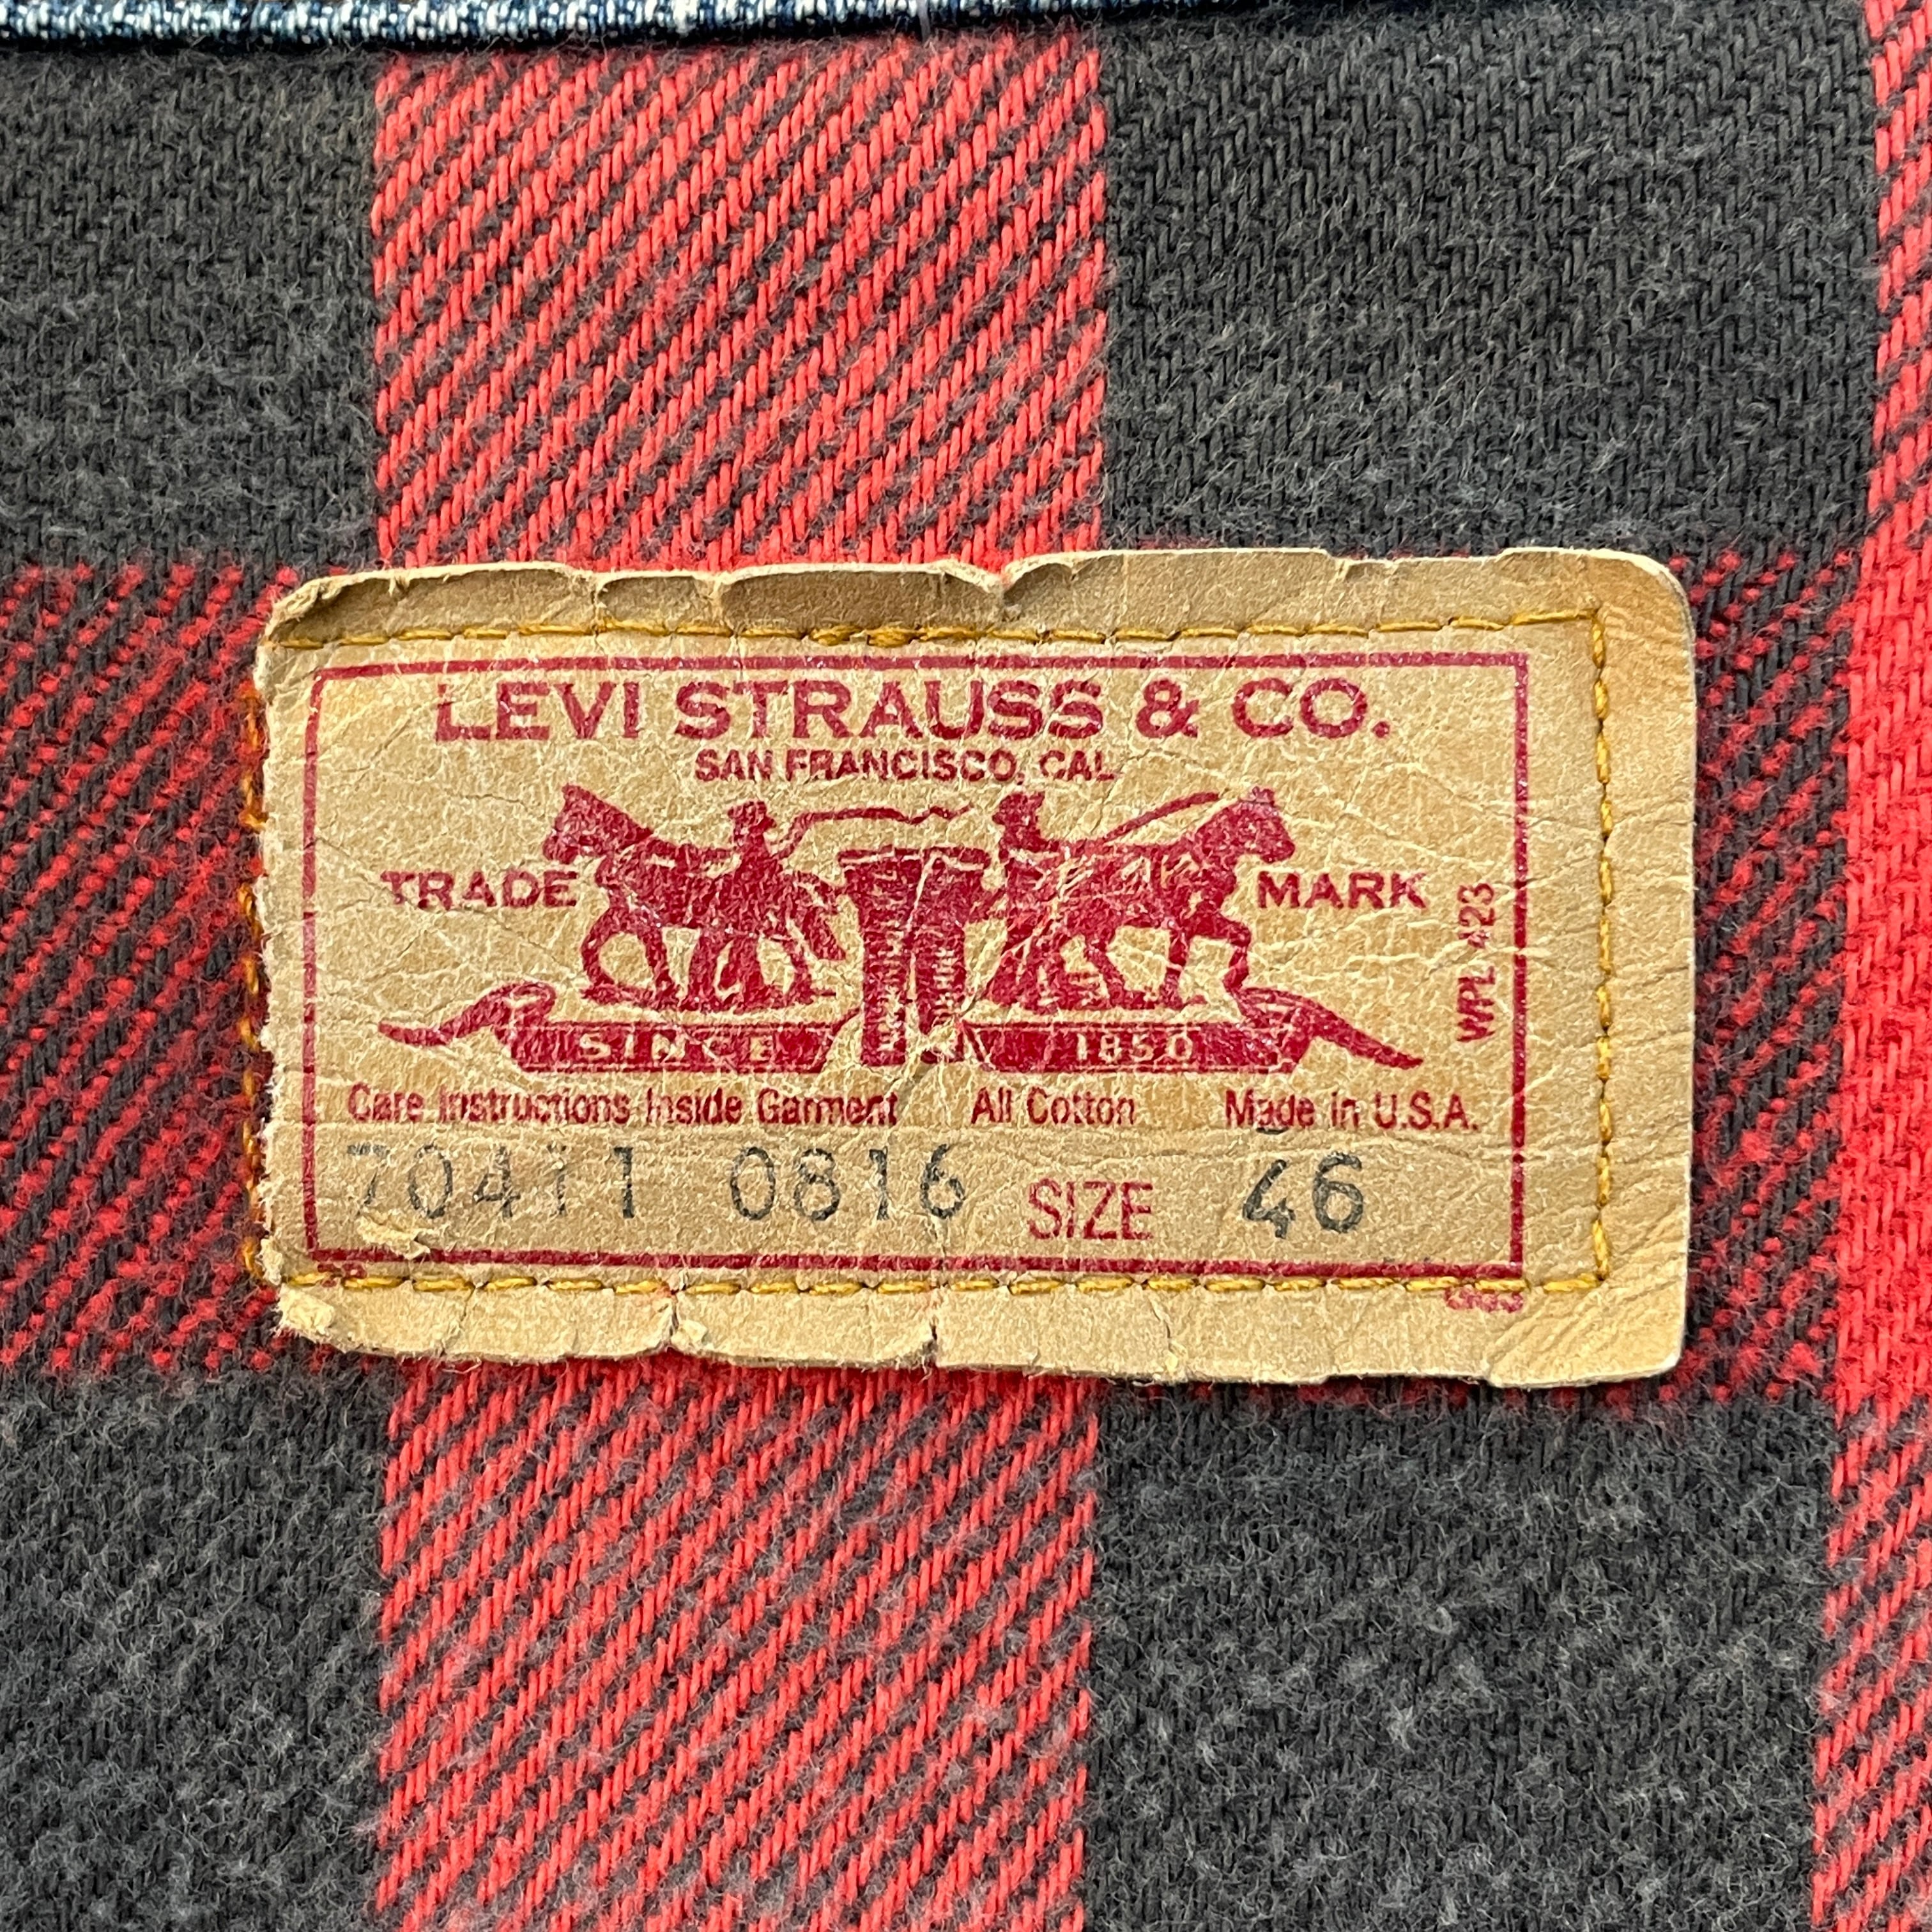 LEVI STRAUSS & CO.
SAN FRANCISCO, CAL
TRADE MARK
WPL 423
SINCE 1850
Care Instructions Inside Garment All Cotton Made in U.S.A.
70411 0816 SIZE 46